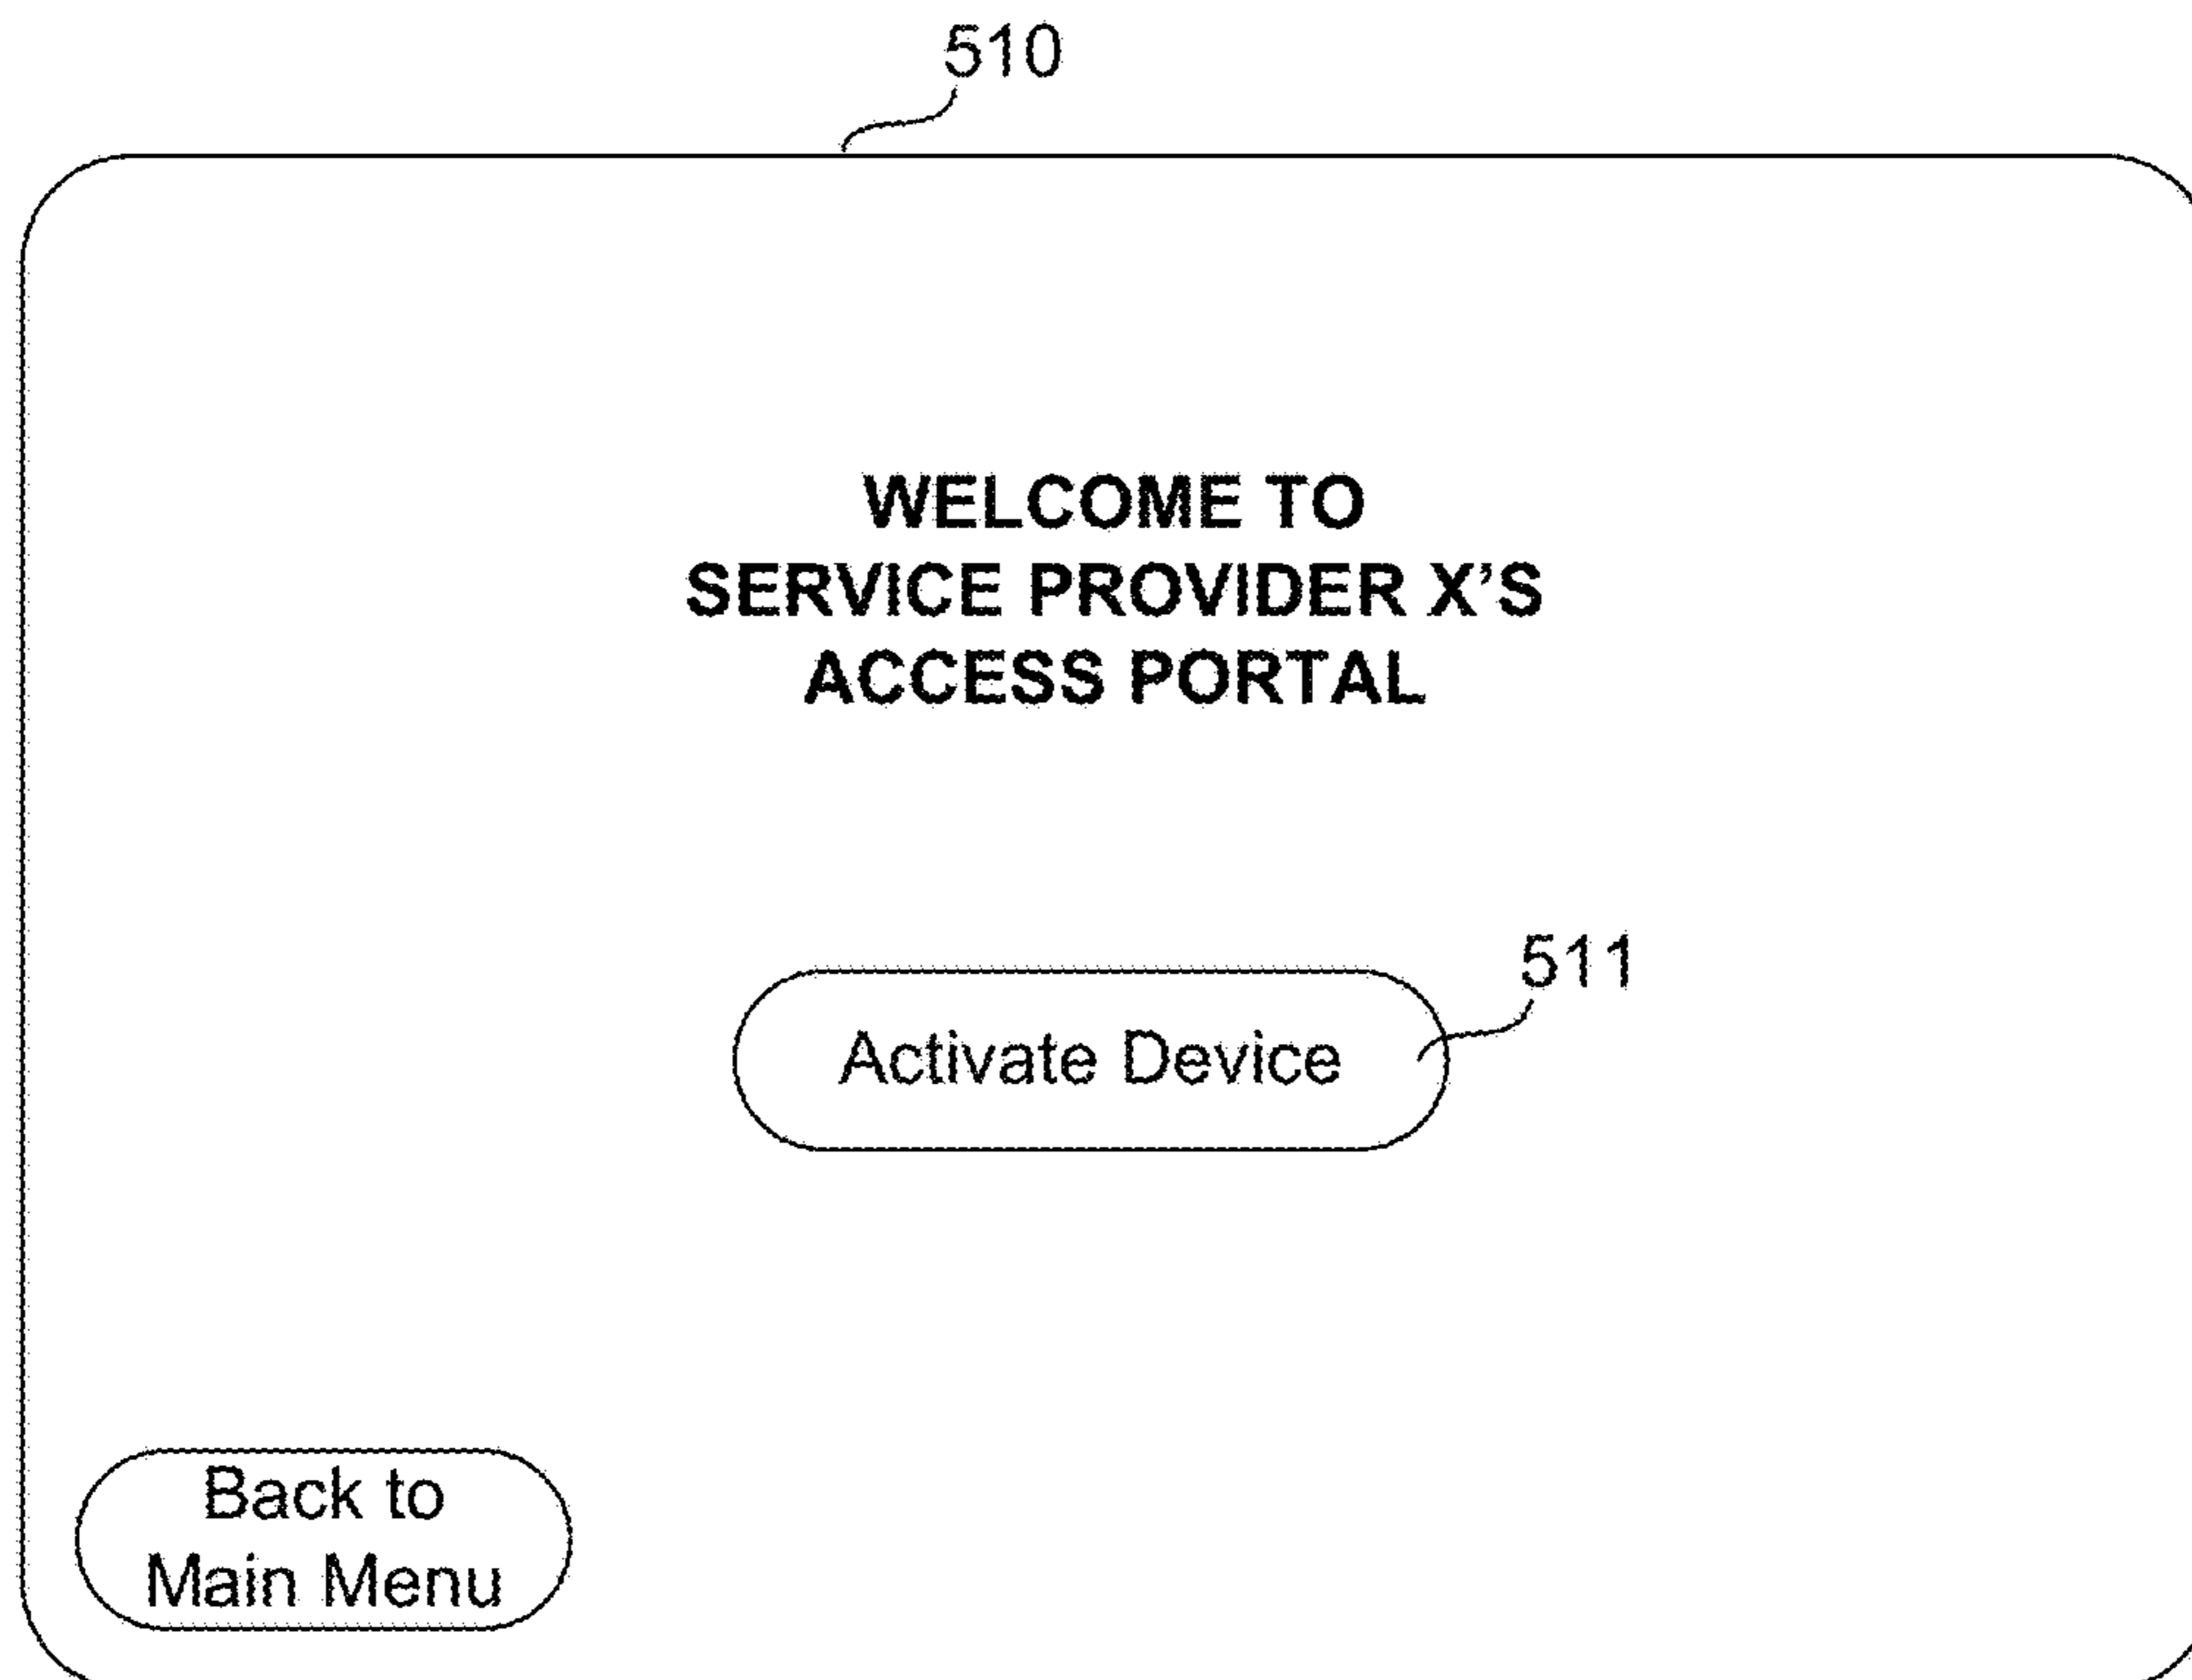 510
WELCOME TO
SERVICE PROVIDER X’S
ACCESS PORTAL
511
Activate Device
Back to
Main Menu